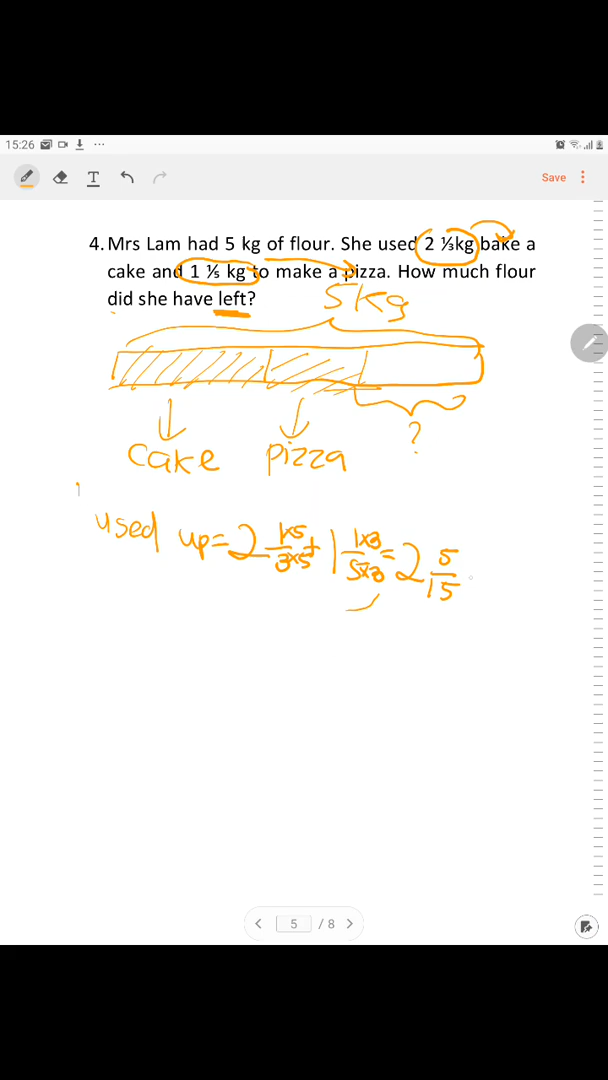 15:26 ...
T Save
4. Mrs Lam had 5 kg of flour. She used 2 ⅓kg bake a
cake and 1 ⅕ kg to make a pizza. How much flour
did she have left?
5kg
?
cake pizza
used up = 2 1×5/3×5 + 1 1×3/5×3 = 2 5/15
5 / 8